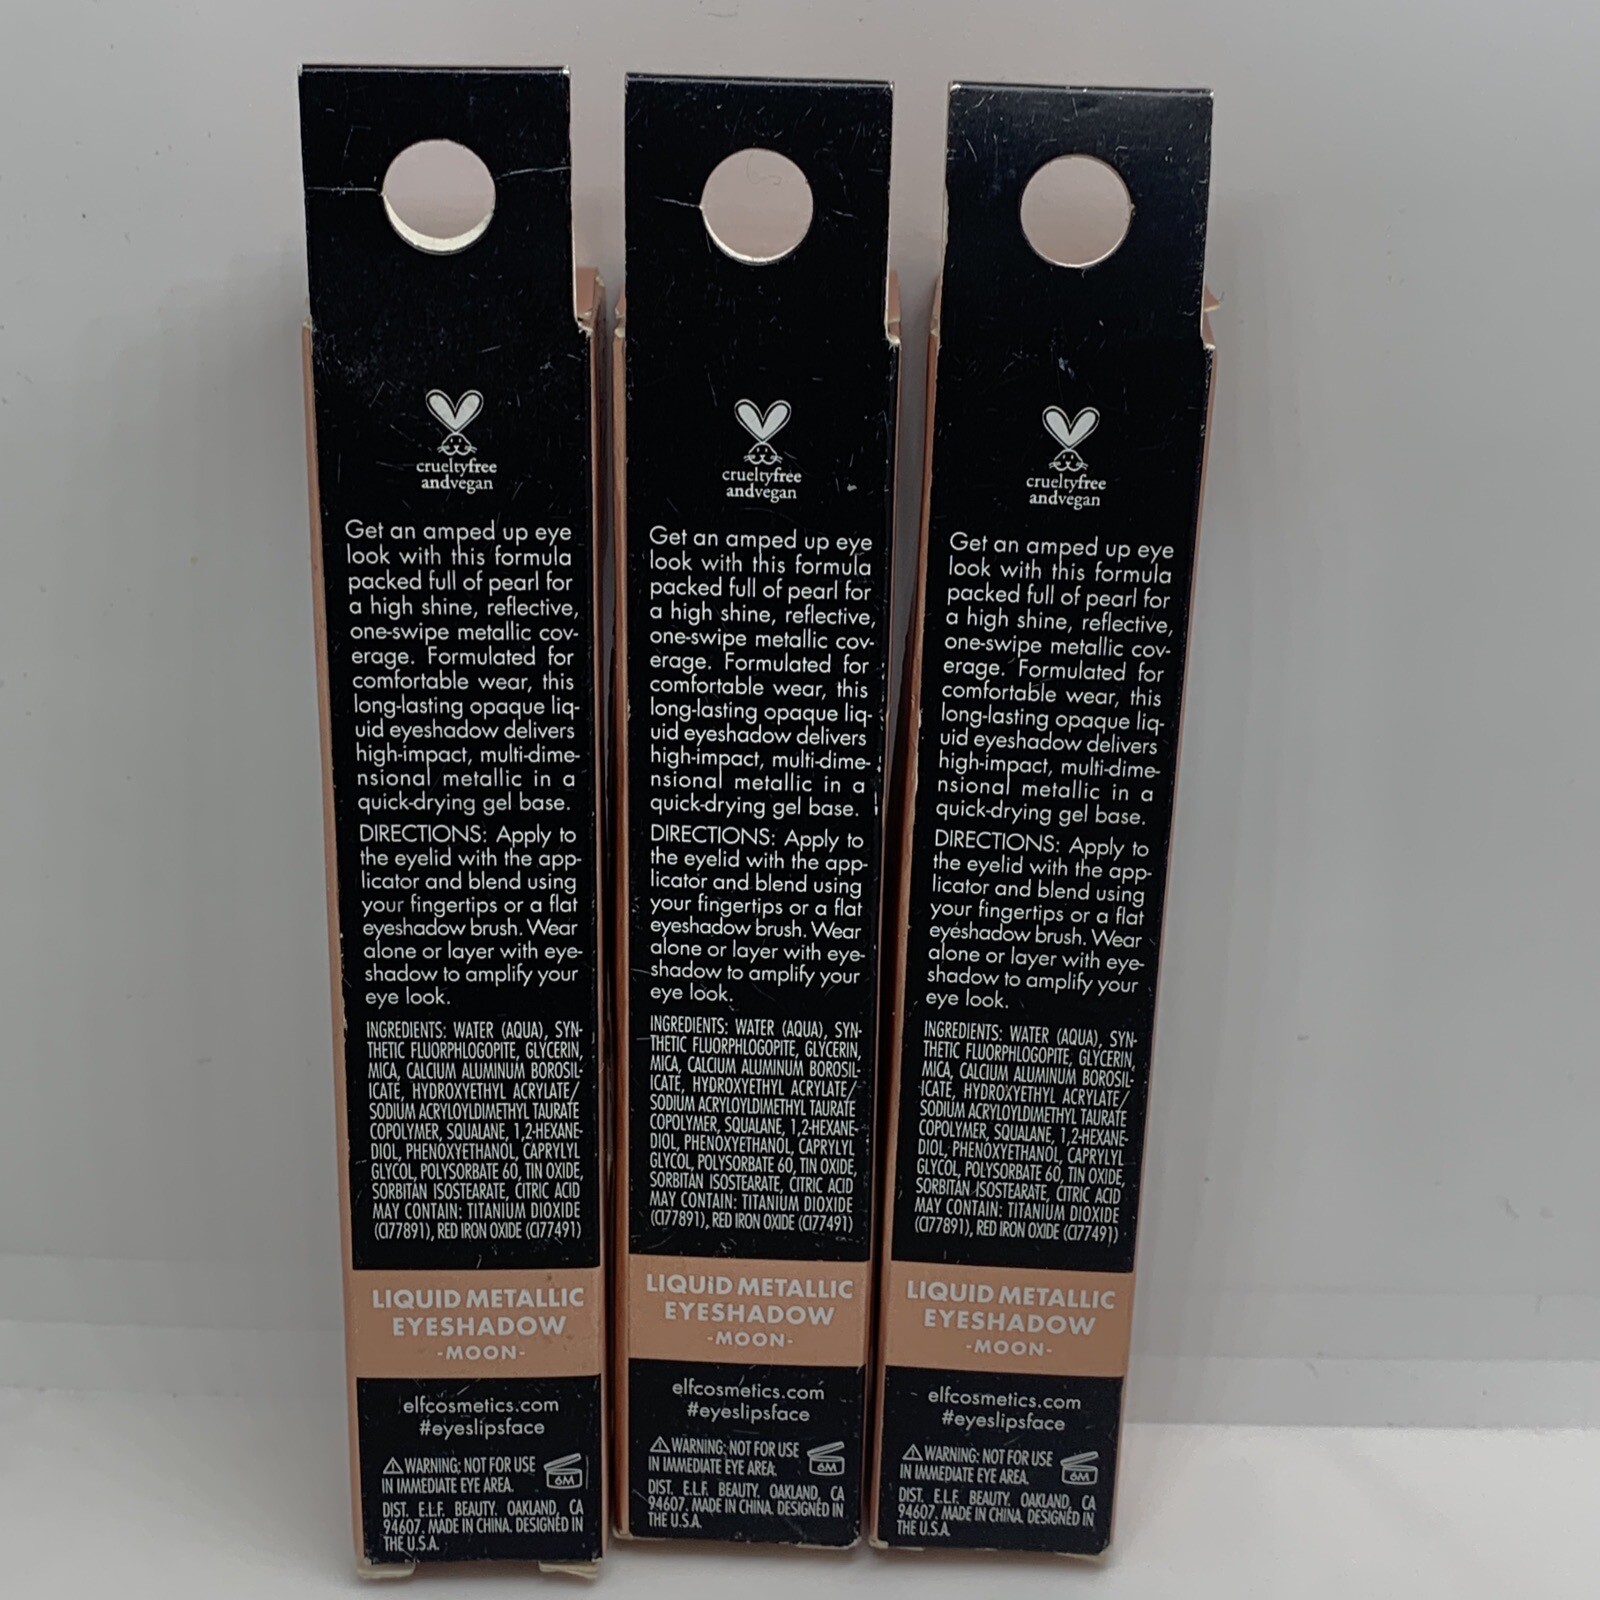 crueltyfree
andvegan
Get an amped up eye
look with this formula
packed full of pearl for
a high shine, reflective,
one-swipe metallic cov-
erage. Formulated for
comfortable wear, this
long-lasting opaque liq-
uid eyeshadow delivers
high-impact, multi-dime-
nsional metallic in a
quick-drying gel base.
DIRECTIONS: Apply to
the eyelid with the app-
licator and blend using
your fingertips or a flat
eyeshadow brush. Wear
alone or layer with eye-
shadow to amplify your
eye look.
INGREDIENTS: WATER (AQUA), SYN-
THETIC FLUORPHLOGOPITE, GLYCERIN,
MICA, CALCIUM ALUMINUM BOROSIL-
ICATE, HYDROXYETHYL ACRYLATE/
SODIUM ACRYLOYLDIMETHYL TAURATE
COPOLYMER, SQUALANE, 1,2-HEXANE-
DIOL, PHENOXYETHANOL, CAPRYLYL
GLYCOL, POLYSORBATE 60, TIN OXIDE,
SORBITAN ISOSTEARATE, CITRIC ACID
MAY CONTAIN: TITANIUM DIOXIDE
(CI77891), RED IRON OXIDE (CI77491)
LIQUID METALLIC
EYESHADOW
-MOON-
elfcosmetics.com
#eyeslipsface
WARNING: NOT FOR USE
IN IMMEDIATE EYE AREA.
6M
DIST. E.L.F. BEAUTY. OAKLAND, CA
94607. MADE IN CHINA. DESIGNED IN
THE U.S.A.
crueltyfree
andvegan
Get an amped up eye
look with this formula
packed full of pearl for
a high shine, reflective,
one-swipe metallic cov-
erage. Formulated for
comfortable wear, this
long-lasting opaque liq-
uid eyeshadow delivers
high-impact, multi-dime-
nsional metallic in a
quick-drying gel base.
DIRECTIONS: Apply to
the eyelid with the app-
licator and blend using
your fingertips or a flat
eyeshadow brush. Wear
alone or layer with eye-
shadow to amplify your
eye look.
INGREDIENTS: WATER (AQUA), SYN-
THETIC FLUORPHLOGOPITE, GLYCERIN,
MICA, CALCIUM ALUMINUM BOROSIL-
ICATE, HYDROXYETHYL ACRYLATE/
SODIUM ACRYLOYLDIMETHYL TAURATE
COPOLYMER, SQUALANE, 1,2-HEXANE-
DIOL, PHENOXYETHANOL, CAPRYLYL
GLYCOL, POLYSORBATE 60, TIN OXIDE,
SORBITAN ISOSTEARATE, CITRIC ACID
MAY CONTAIN: TITANIUM DIOXIDE
(CI77891), RED IRON OXIDE (CI77491)
LIQUID METALLIC
EYESHADOW
-MOON-
elfcosmetics.com
#eyeslipsface
WARNING: NOT FOR USE
IN IMMEDIATE EYE AREA.
6M
DIST. E.L.F. BEAUTY. OAKLAND, CA
94607. MADE IN CHINA. DESIGNED IN
THE U.S.A.
crueltyfree
andvegan
Get an amped up eye
look with this formula
packed full of pearl for
a high shine, reflective,
one-swipe metallic cov-
erage. Formulated for
comfortable wear, this
long-lasting opaque liq-
uid eyeshadow delivers
high-impact, multi-dime-
nsional metallic in a
quick-drying gel base.
DIRECTIONS: Apply to
the eyelid with the app-
licator and blend using
your fingertips or a flat
eyeshadow brush. Wear
alone or layer with eye-
shadow to amplify your
eye look.
INGREDIENTS: WATER (AQUA), SYN-
THETIC FLUORPHLOGOPITE, GLYCERIN,
MICA, CALCIUM ALUMINUM BOROSIL-
ICATE, HYDROXYETHYL ACRYLATE/
SODIUM ACRYLOYLDIMETHYL TAURATE
COPOLYMER, SQUALANE, 1,2-HEXANE-
DIOL, PHENOXYETHANOL, CAPRYLYL
GLYCOL, POLYSORBATE 60, TIN OXIDE,
SORBITAN ISOSTEARATE, CITRIC ACID
MAY CONTAIN: TITANIUM DIOXIDE
(CI77891), RED IRON OXIDE (CI77491)
LIQUID METALLIC
EYESHADOW
-MOON-
elfcosmetics.com
#eyeslipsface
WARNING: NOT FOR USE
IN IMMEDIATE EYE AREA.
6M
DIST. E.L.F. BEAUTY. OAKLAND, CA
94607. MADE IN CHINA. DESIGNED IN
THE U.S.A.